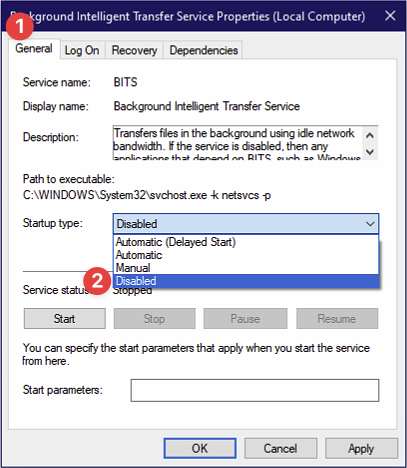 Background Intelligent Transfer Service Properties (Local Computer)
1
General
Log On
Recovery
Dependencies
Service name: BITS
Display name: Background Intelligent Transfer Service
Description: Transfers files in the background using idle network
bandwidth. If the service is disabled, then any
applications that depend on BITS, such as Windows
Path to executable:
C:\WINDOWS\System32\svchost.exe -k netsvcs -p
Startup type: Disabled
Automatic (Delayed Start)
Automatic
Manual
2
Disabled
Service status: Stopped
Start
Stop
Pause
Resume
You can specify the start parameters that apply when you start the service
from here.
Start parameters:
OK
Cancel
Apply